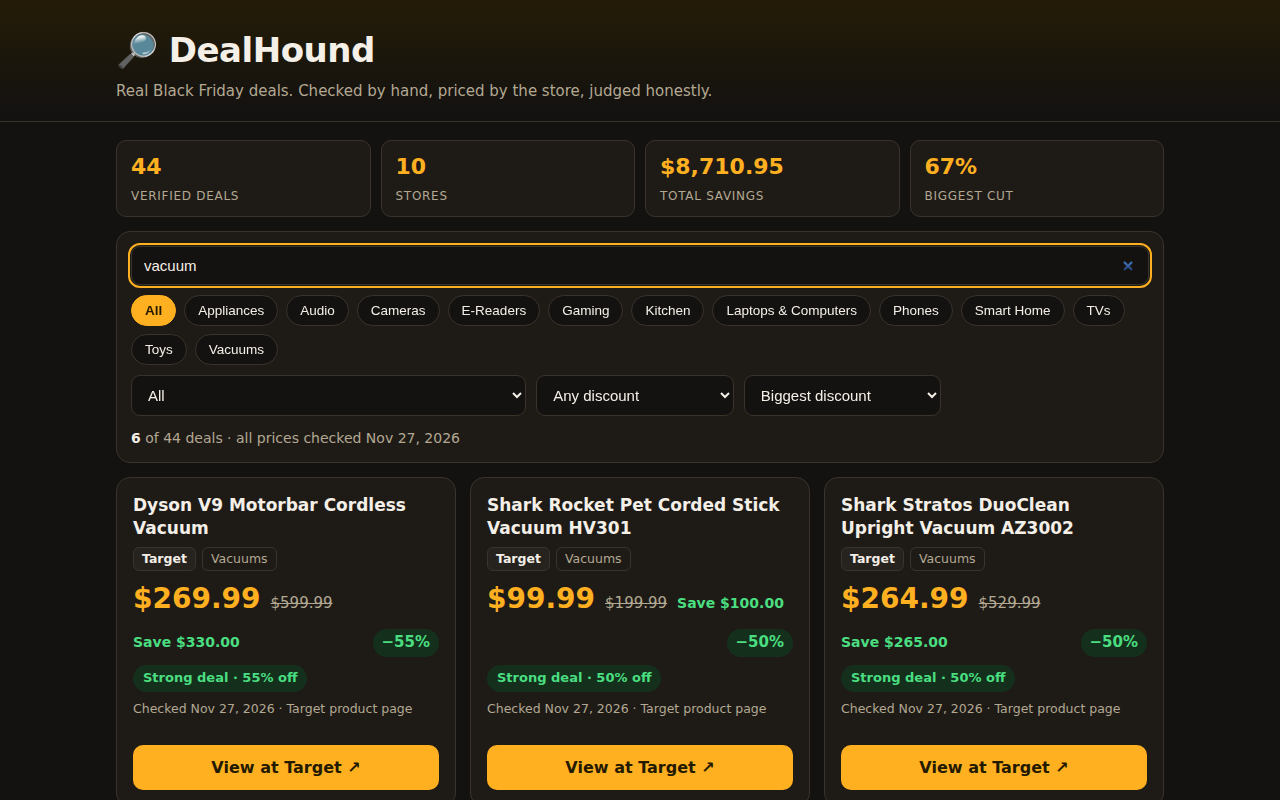 DealHound
Real Black Friday deals. Checked by hand, priced by the store, judged honestly.
44
VERIFIED DEALS
10
STORES
$8,710.95
TOTAL SAVINGS
67%
BIGGEST CUT
vacuum
All Appliances Audio Cameras E-Readers Gaming Kitchen Laptops & Computers Phones Smart Home TVs
Toys Vacuums
All Any discount Biggest discount
6 of 44 deals · all prices checked Nov 27, 2026
Dyson V9 Motorbar Cordless
Vacuum
Target Vacuums
$269.99 $599.99
Save $330.00 −55%
Strong deal · 55% off
Checked Nov 27, 2026 · Target product page
View at Target ↗
Shark Rocket Pet Corded Stick
Vacuum HV301
Target Vacuums
$99.99 $199.99 Save $100.00
−50%
Strong deal · 50% off
Checked Nov 27, 2026 · Target product page
View at Target ↗
Shark Stratos DuoClean
Upright Vacuum AZ3002
Target Vacuums
$264.99 $529.99
Save $265.00 −50%
Strong deal · 50% off
Checked Nov 27, 2026 · Target product page
View at Target ↗